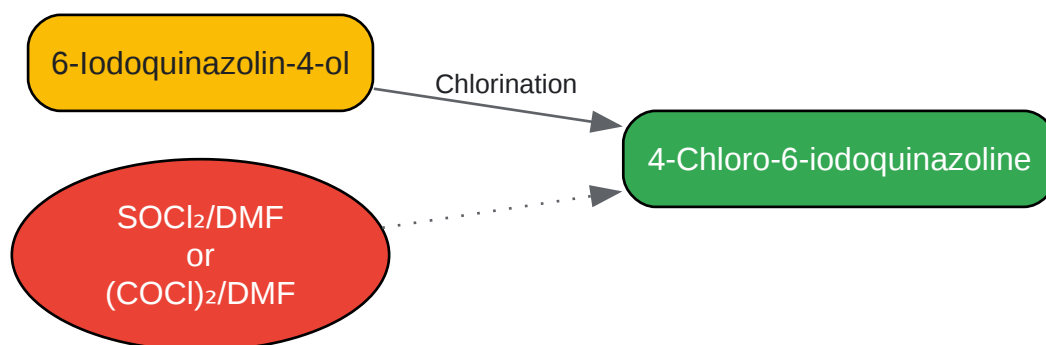 6-Iodoquinazolin-4-ol
Chlorination
4-Chloro-6-iodoquinazoline
SOCl₂/DMF
or
(COCl)₂/DMF